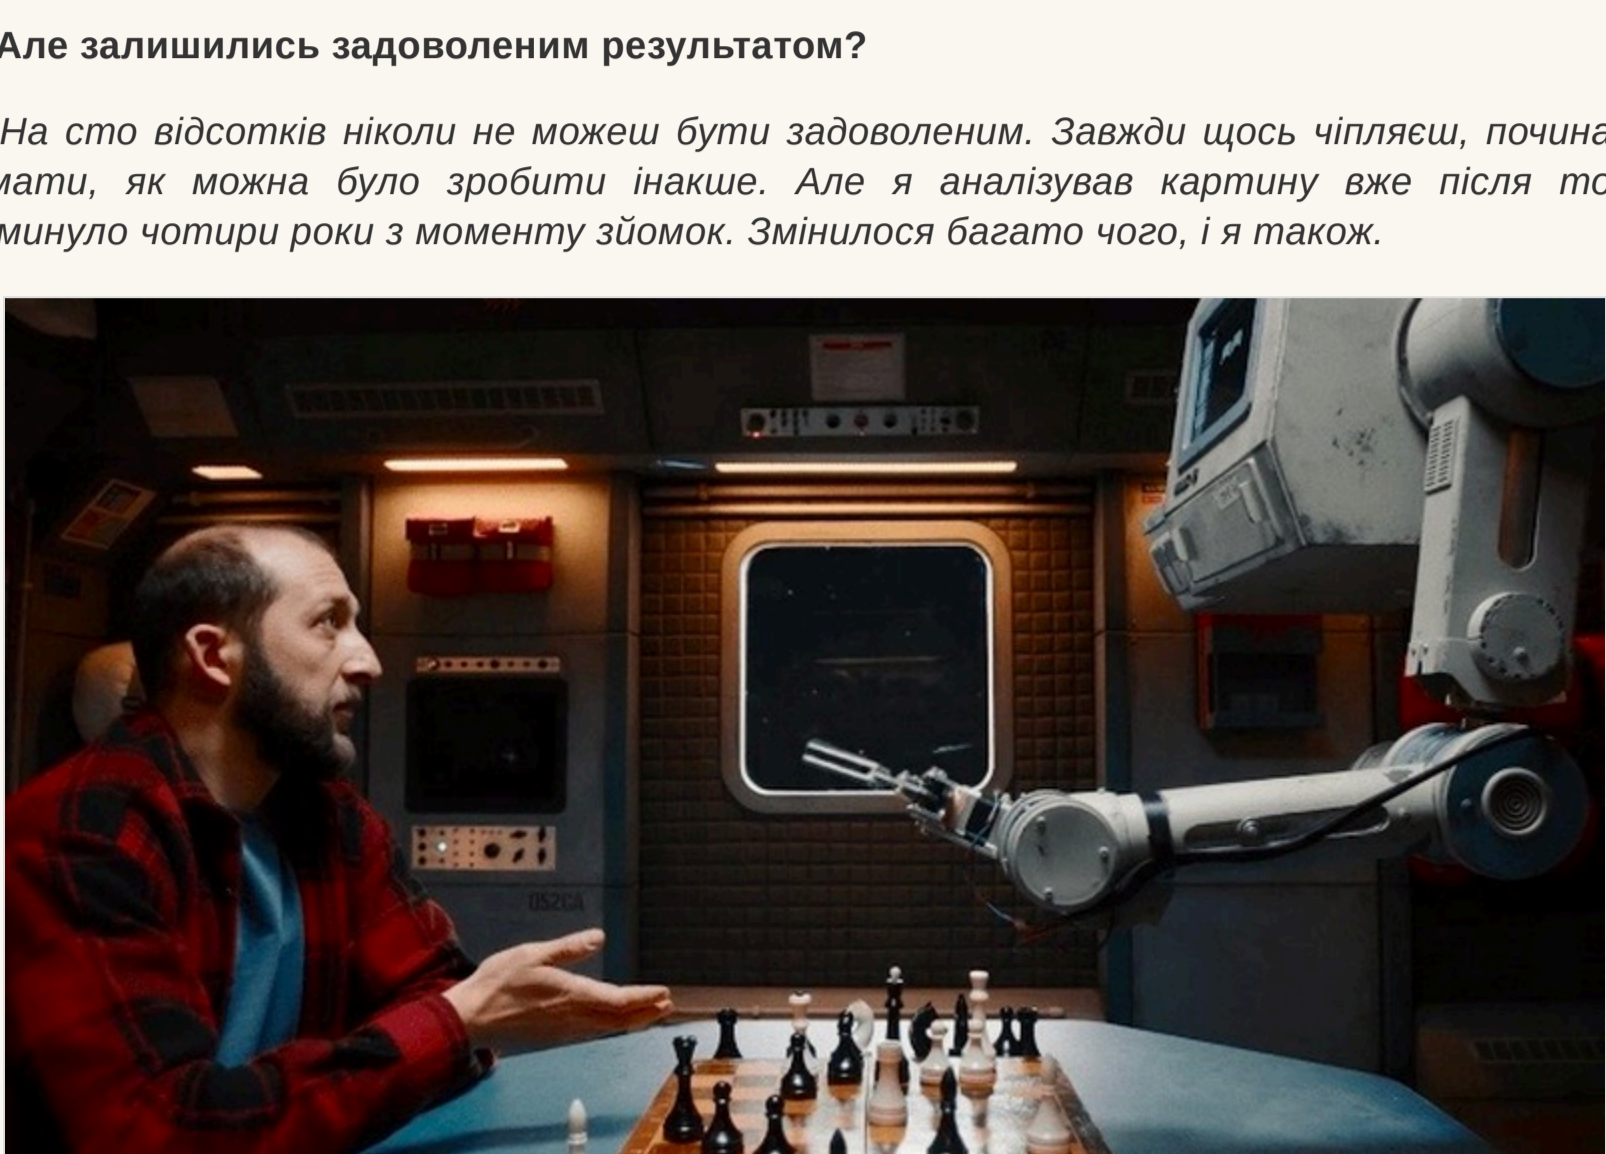 Але залишились задоволеним результатом?
На сто відсотків ніколи не можеш бути задоволеним. Завжди щось чіпляєш, почина
мати, як можна було зробити інакше. Але я аналізував картину вже після то
минуло чотири роки з моменту зйомок. Змінилося багато чого, і я також.
052CA